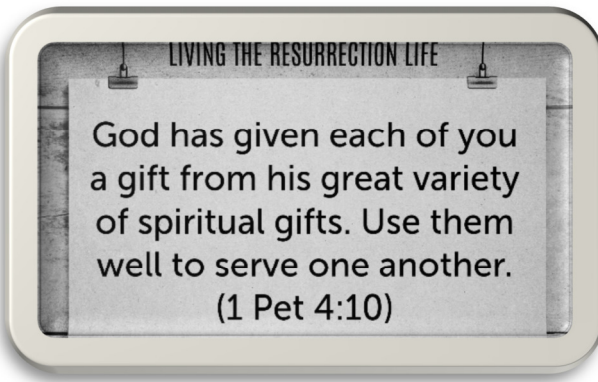 LIVING THE RESURRECTION LIFE
God has given each of you
a gift from his great variety
of spiritual gifts. Use them
well to serve one another.
(1 Pet 4:10)